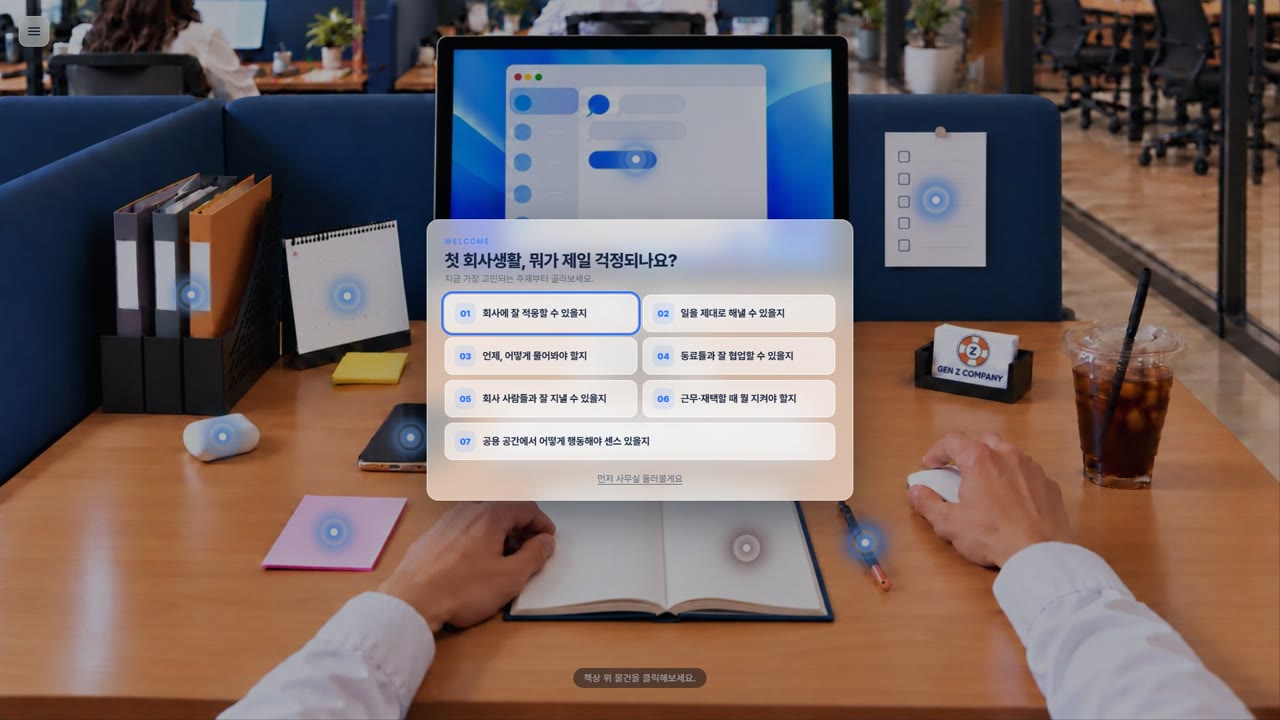 WELCOME
첫 회사생활, 뭐가 제일 걱정되나요?
지금 가장 고민되는 주제부터 골라보세요.
01 회사에 잘 적응할 수 있을지
02 일을 제대로 해낼 수 있을지
03 언제, 어떻게 물어봐야 할지
04 동료들과 잘 협업할 수 있을지
05 회사 사람들과 잘 지낼 수 있을지
06 근무·재택할 때 뭘 지켜야 할지
07 공용 공간에서 어떻게 행동해야 센스 있을지
먼저 사무실 둘러볼게요
Z
GEN Z COMPANY
책상 위 물건을 클릭해보세요.